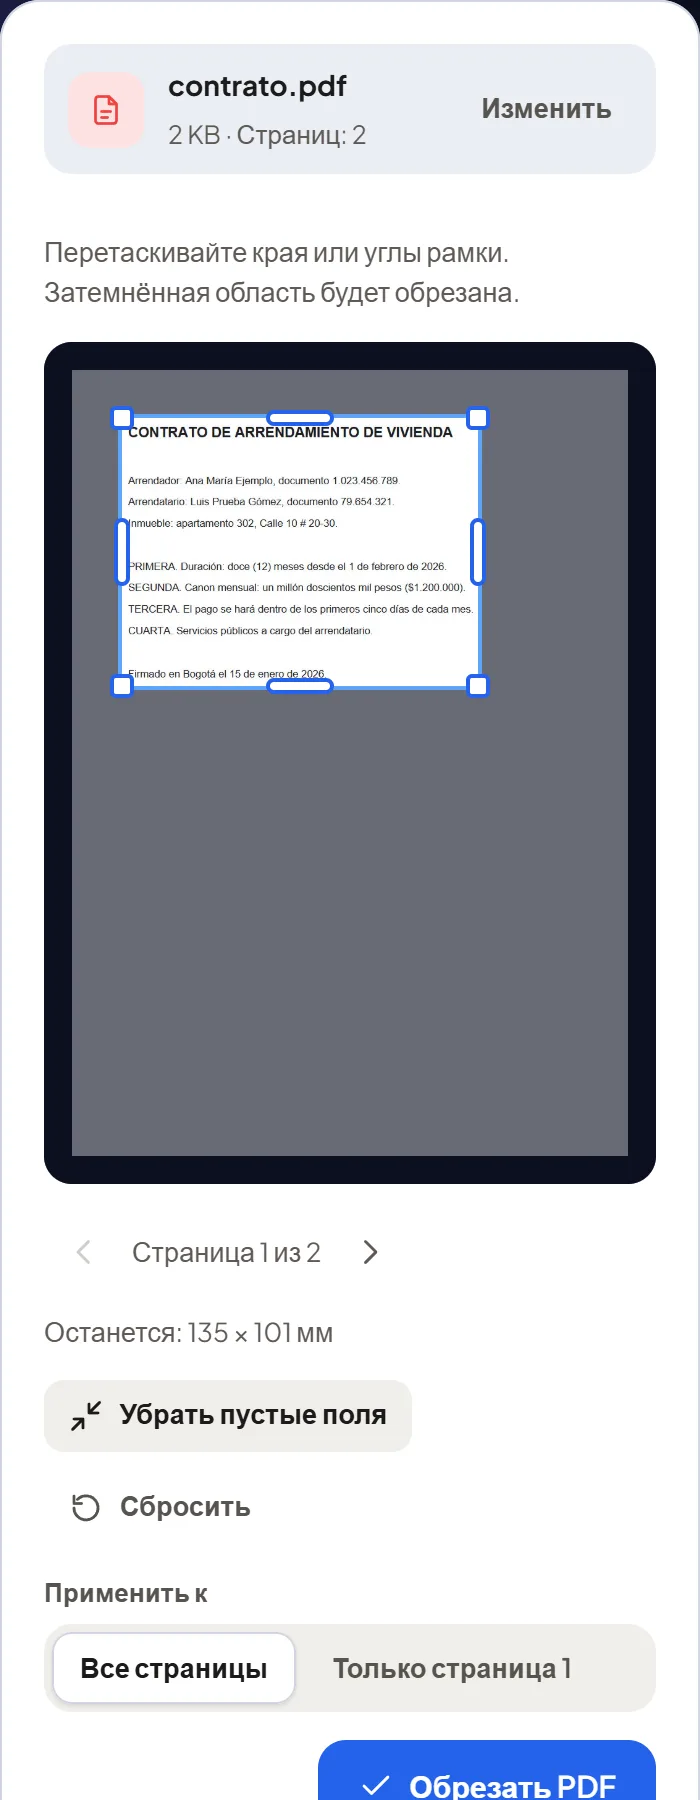 contrato.pdf
2 KB · Страниц: 2
Изменить
Перетаскивайте края или углы рамки.
Затемнённая область будет обрезана.
CONTRATO DE ARRENDAMIENTO DE VIVIENDA
Arrendador: Ana María Ejemplo, documento 1.023.456.789.
Arrendatario: Luis Prueba Gómez, documento 79.654.321.
Inmueble: apartamento 302, Calle 10 # 20-30.
PRIMERA. Duración: doce (12) meses desde el 1 de febrero de 2026.
SEGUNDA. Canon mensual: un millón doscientos mil pesos ($1.200.000).
TERCERA. El pago se hará dentro de los primeros cinco días de cada mes.
CUARTA. Servicios públicos a cargo del arrendatario.
Firmado en Bogotá el 15 de enero de 2026
Страница 1 из 2
Останется: 135 × 101 мм
Убрать пустые поля
Сбросить
Применить к
Все страницы
Только страница 1
Обрезать PDF